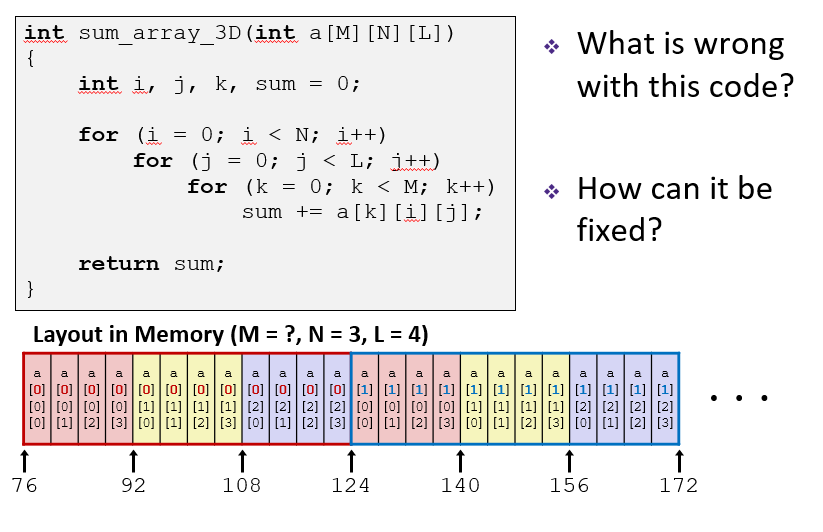 int sum_array_3D(int a[M][N][L])
{
int i, j, k, sum = 0;
for (i = 0; i < N; i++)
for (j = 0; j < L; j++)
for (k = 0; k < M; k++)
sum += a[k][i][j];
return sum;
}
❖ What is wrong
with this code?
❖ How can it be
fixed?
Layout in Memory (M = ?, N = 3, L = 4)
a a a a a a a a a a a a a a a a a a a a a a a a
[0] [0] [0] [0] [0] [0] [0] [0] [0] [0] [0] [0] [1] [1] [1] [1] [1] [1] [1] [1] [1] [1] [1] [1]
[0] [0] [0] [0] [1] [1] [1] [1] [2] [2] [2] [2] [0] [0] [0] [0] [1] [1] [1] [1] [2] [2] [2] [2]
[0] [1] [2] [3] [0] [1] [2] [3] [0] [1] [2] [3] [0] [1] [2] [3] [0] [1] [2] [3] [0] [1] [2] [3]
. . .
76 92 108 124 140 156 172